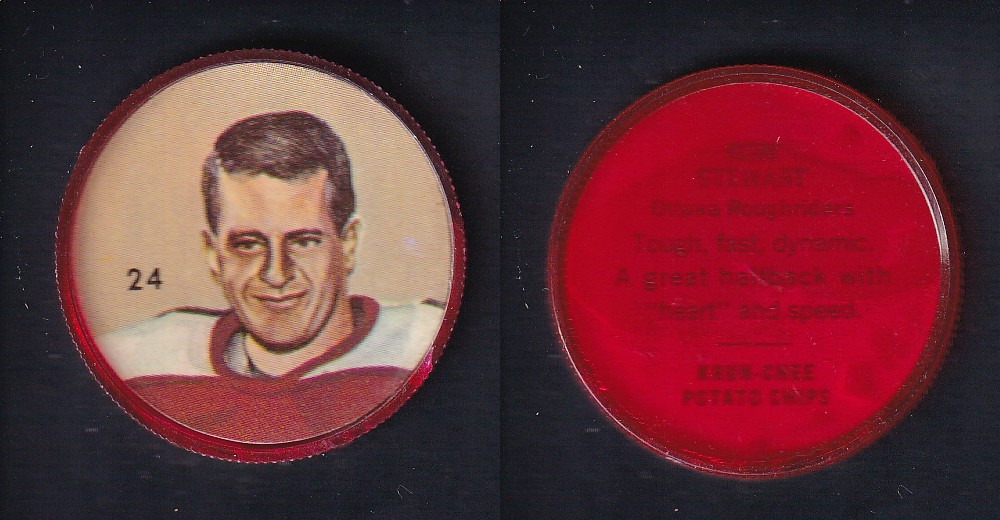 24
STEWART
Ottawa Roughriders
Tough, fast, dynamic.
A great halfback with
"heart" and speed.
KRUN-CHEE
POTATO CHIPS